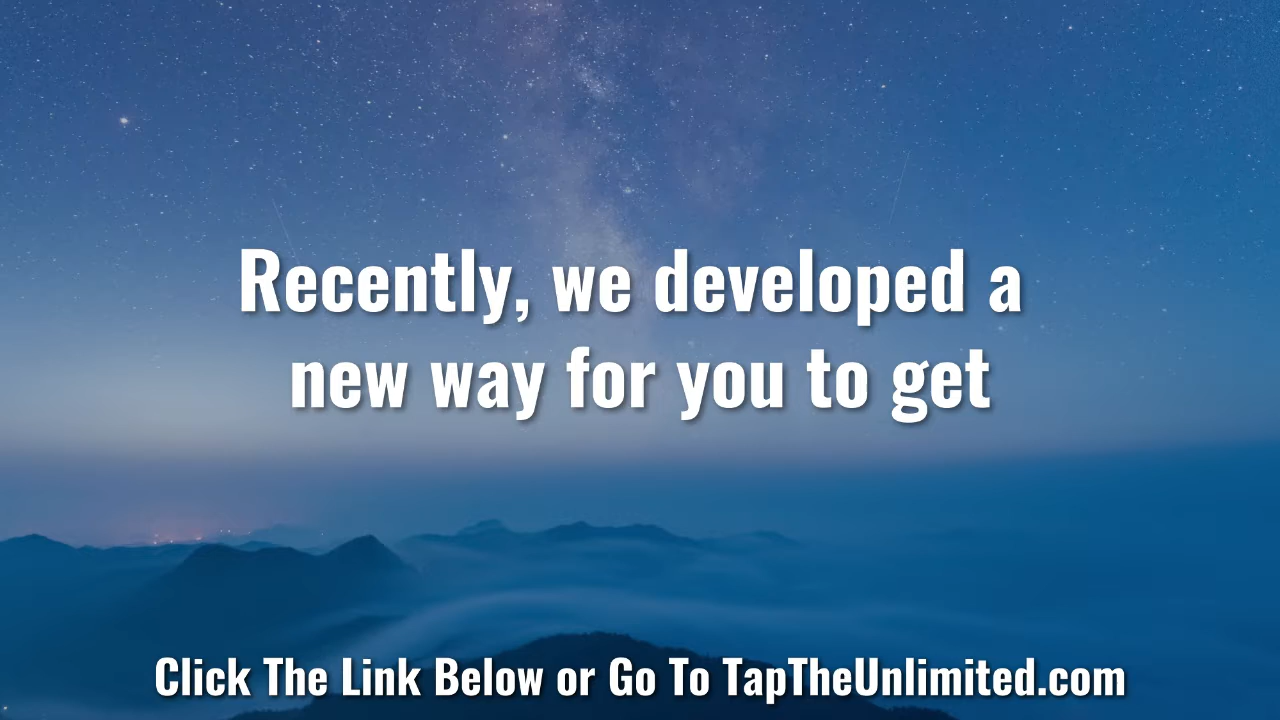 Recently, we developed a
new way for you to get
Click The Link Below or Go To TapTheUnlimited.com